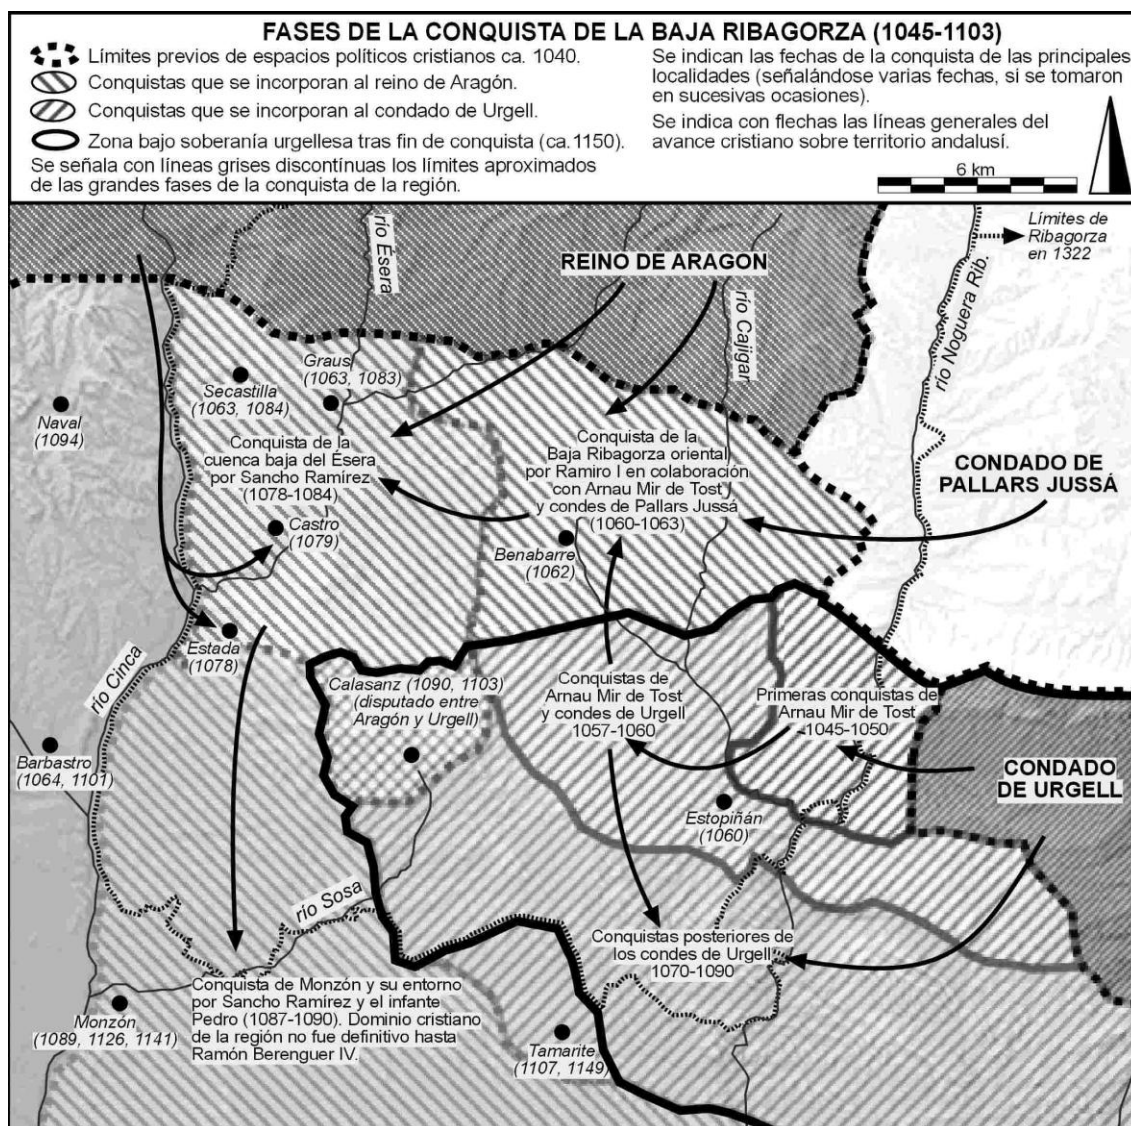 FASES DE LA CONQUISTA DE LA BAJA RIBAGORZA (1045-1103)
Límites previos de espacios políticos cristianos ca. 1040.
Conquistas que se incorporan al reino de Aragón.
Conquistas que se incorporan al condado de Urgell.
Zona bajo soberanía urgellesa tras fin de conquista (ca.1150).
Se señala con líneas grises discontínuas los límites aproximados
de las grandes fases de la conquista de la región.
Se indican las fechas de la conquista de las principales
localidades (señalándose varias fechas, si se tomaron
en sucesivas ocasiones).
Se indica con flechas las líneas generales del
avance cristiano sobre territorio andalusí.
6 km
río Ésera
REINO DE ARAGON
río Cajigar
río Noguera Rib.
Límites de
Ribagorza
en 1322
Graus
(1063, 1083)
Secastilla
(1063, 1084)
Naval
(1094)
Conquista de la
cuenca baja del Ésera
por Sancho Ramírez
(1078-1084)
Conquista de la
Baja Ribagorza oriental
por Ramiro I en colaboración
con Arnau Mir de Tost
y condes de Pallars Jussá
(1060-1063)
CONDADO DE
PALLARS JUSSÁ
Castro
(1079)
Benabarre
(1062)
Estada
(1078)
río Cinca
Calasanz (1090, 1103)
(disputado entre
Aragón y Urgell)
Conquistas de
Arnau Mir de Tost
y condes de Urgell
1057-1060
Primeras conquistas de
Arnau Mir de Tost
1045-1050
Barbastro
(1064, 1101)
CONDADO
DE URGELL
Estopiñán
(1060)
río Sosa
Conquistas posteriores de
los condes de Urgell
1070-1090
Conquista de Monzón y su entorno
por Sancho Ramírez y el infante
Pedro (1087-1090). Dominio cristiano
de la región no fue definitivo hasta
Ramón Berenguer IV.
Monzón
(1089, 1126, 1141)
Tamarite
(1107, 1149)